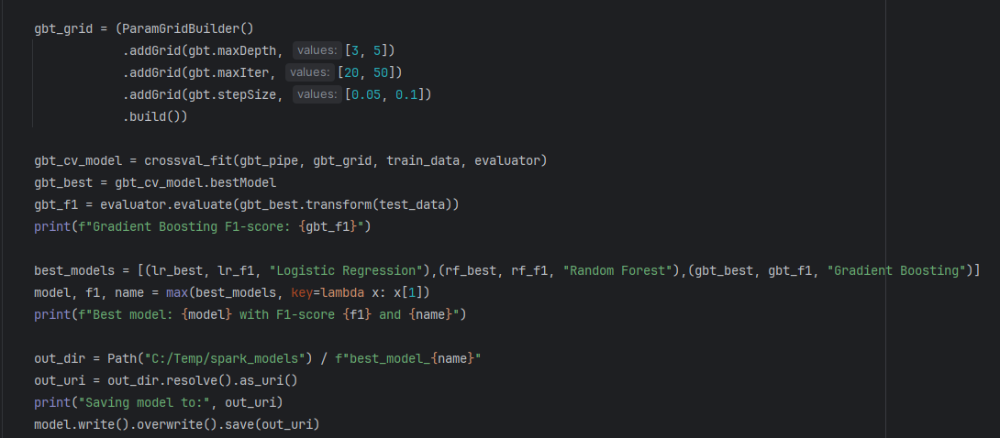 gbt_grid = (ParamGridBuilder()
.addGrid(gbt.maxDepth, values: [3, 5])
.addGrid(gbt.maxIter, values: [20, 50])
.addGrid(gbt.stepSize, values: [0.05, 0.1])
.build())
gbt_cv_model = crossval_fit(gbt_pipe, gbt_grid, train_data, evaluator)
gbt_best = gbt_cv_model.bestModel
gbt_f1 = evaluator.evaluate(gbt_best.transform(test_data))
print(f"Gradient Boosting F1-score: {gbt_f1}")
best_models = [(lr_best, lr_f1, "Logistic Regression"),(rf_best, rf_f1, "Random Forest"),(gbt_best, gbt_f1, "Gradient Boosting")]
model, f1, name = max(best_models, key=lambda x: x[1])
print(f"Best model: {model} with F1-score {f1} and {name}")
out_dir = Path("C:/Temp/spark_models") / f"best_model_{name}"
out_uri = out_dir.resolve().as_uri()
print("Saving model to:", out_uri)
model.write().overwrite().save(out_uri)